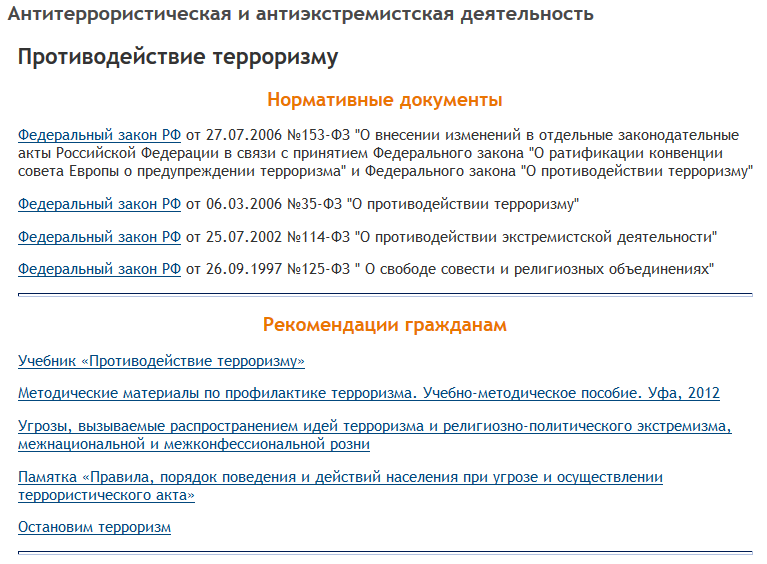 Антитеррористическая и антиэкстремистская деятельность
Противодействие терроризму
Нормативные документы
Федеральный закон РФ от 27.07.2006 №153-ФЗ "О внесении изменений в отдельные законодательные
акты Российской Федерации в связи с принятием Федерального закона "О ратификации конвенции
совета Европы о предупреждении терроризма" и Федерального закона "О противодействии терроризму"
Федеральный закон РФ от 06.03.2006 №35-ФЗ "О противодействии терроризму"
Федеральный закон РФ от 25.07.2002 №114-ФЗ "О противодействии экстремистской деятельности"
Федеральный закон РФ от 26.09.1997 №125-ФЗ " О свободе совести и религиозных объединениях"
Рекомендации гражданам
Учебник «Противодействие терроризму»
Методические материалы по профилактике терроризма. Учебно-методическое пособие. Уфа, 2012
Угрозы, вызываемые распространением идей терроризма и религиозно-политического экстремизма,
межнациональной и межконфессиональной розни
Памятка «Правила, порядок поведения и действий населения при угрозе и осуществлении
террористического акта»
Остановим терроризм